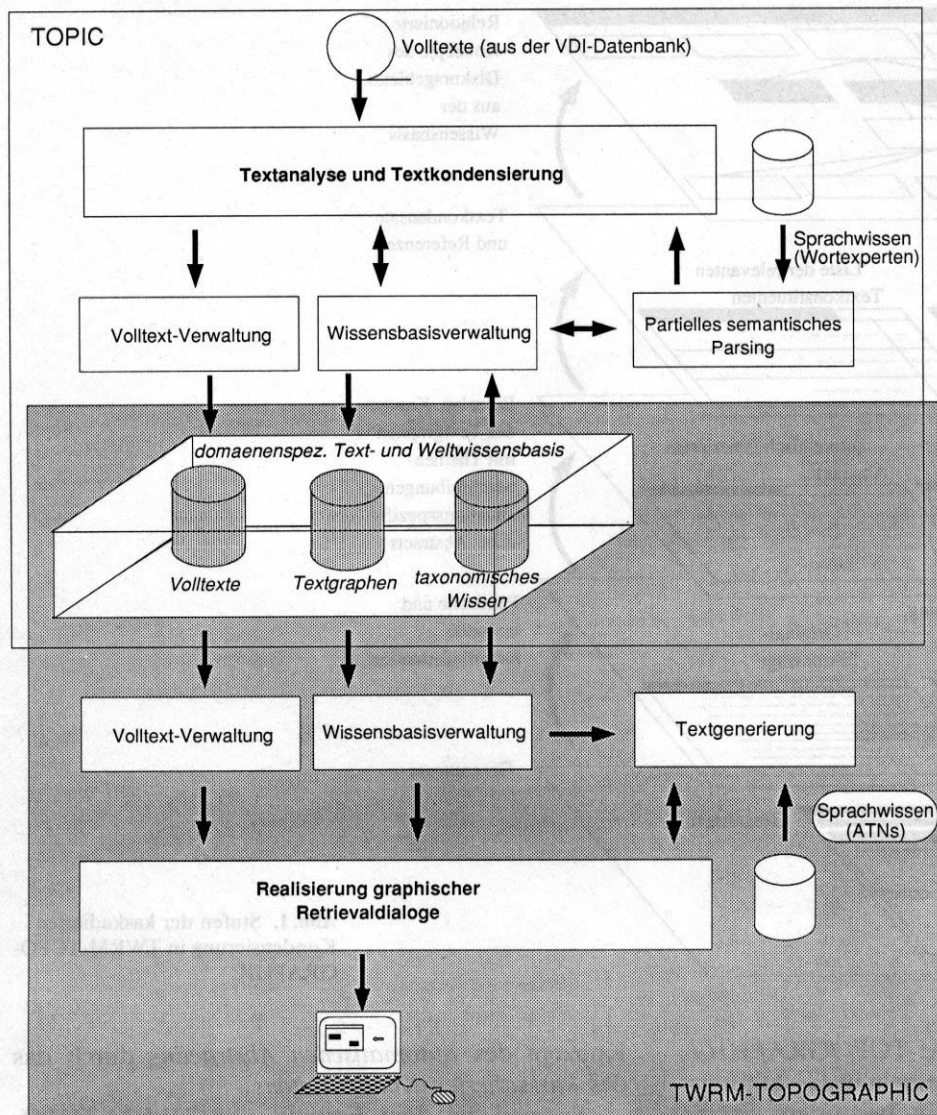 TOPIC
Volltexte (aus der VDI-Datenbank)
Textanalyse und Textkondensierung
Sprachwissen
(Wortexperten)
Volltext-Verwaltung
Wissensbasisverwaltung
Partielles semantisches
Parsing
domaenenspez. Text- und Weltwissensbasis
Volltexte
Textgraphen
taxonomisches
Wissen
Volltext-Verwaltung
Wissensbasisverwaltung
Textgenerierung
Sprachwissen
(ATNs)
Realisierung graphischer
Retrievaldialoge
TWRM-TOPOGRAPHIC